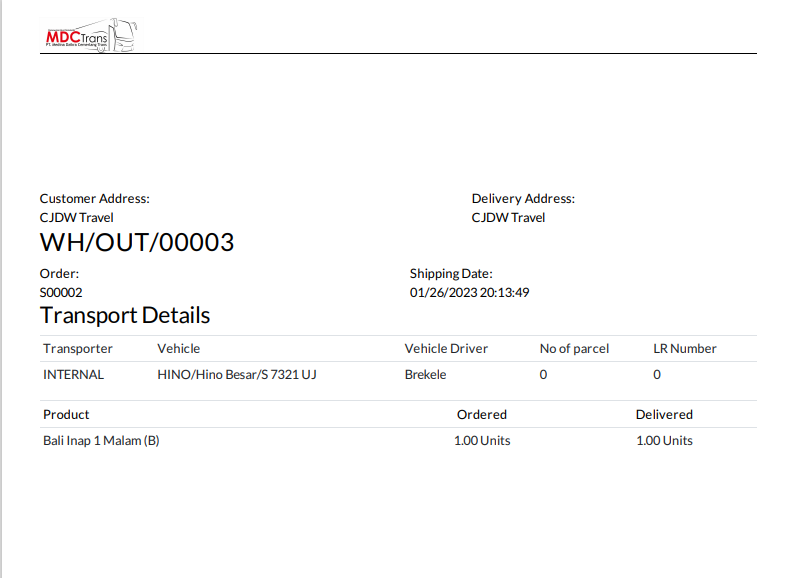 MDCTrans
Customer Address:
Delivery Address:
CJDW Travel
CJDW Travel
WH/OUT/00003
Order:
Shipping Date:
S00002
01/26/2023 20:13:49
Transport Details
Transporter Vehicle Vehicle Driver No of parcel LR Number
INTERNAL HINO/Hino Besar/S 7321 UJ Brekele 0 0
Product Ordered Delivered
Bali Inap 1 Malam (B) 1.00 Units 1.00 Units